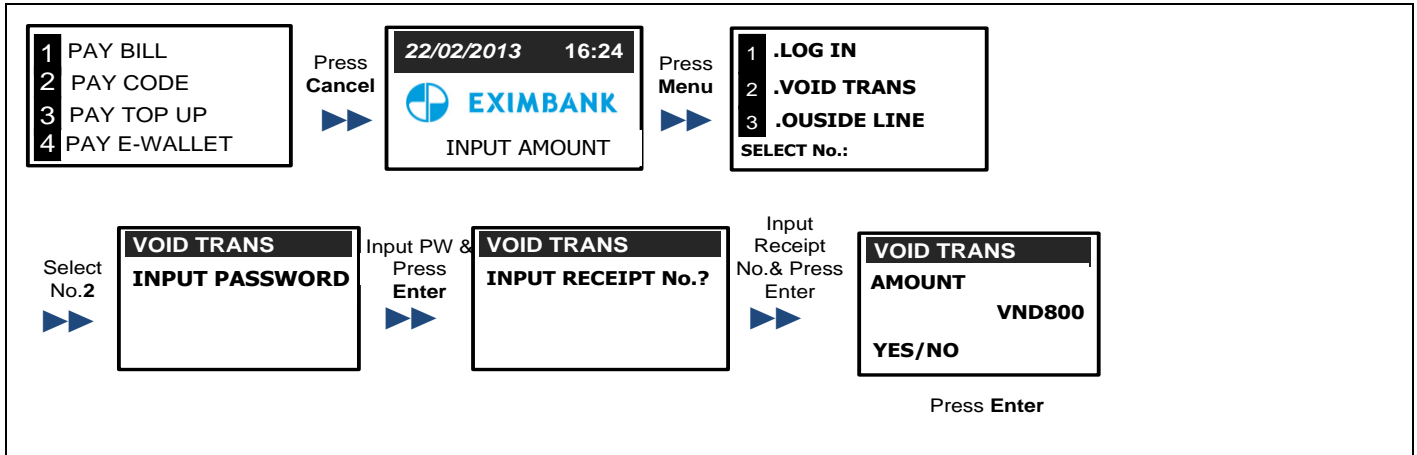 1 PAY BILL
2 PAY CODE
3 PAY TOP UP
4 PAY E-WALLET
Press
Cancel
22/02/2013 16:24
EXIMBANK
INPUT AMOUNT
Press
Menu
1 .LOG IN
2 .VOID TRANS
3 .OUSIDE LINE
SELECT No.:
Select
No.2
VOID TRANS
INPUT PASSWORD
Input PW &
Press
Enter
VOID TRANS
INPUT RECEIPT No.?
Input
Receipt
No.& Press
Enter
VOID TRANS
AMOUNT
VND800
YES/NO
Press Enter